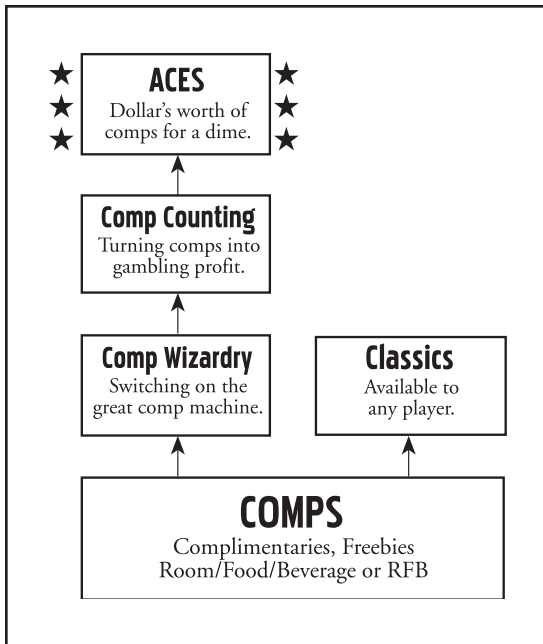 ACES
Dollar's worth of
comps for a dime.
Comp Counting
Turning comps into
gambling profit.
Comp Wizardry
Switching on the
great comp machine.
Classics
Available to
any player.
COMPS
Complimentaries, Freebies
Room/Food/Beverage or RFB